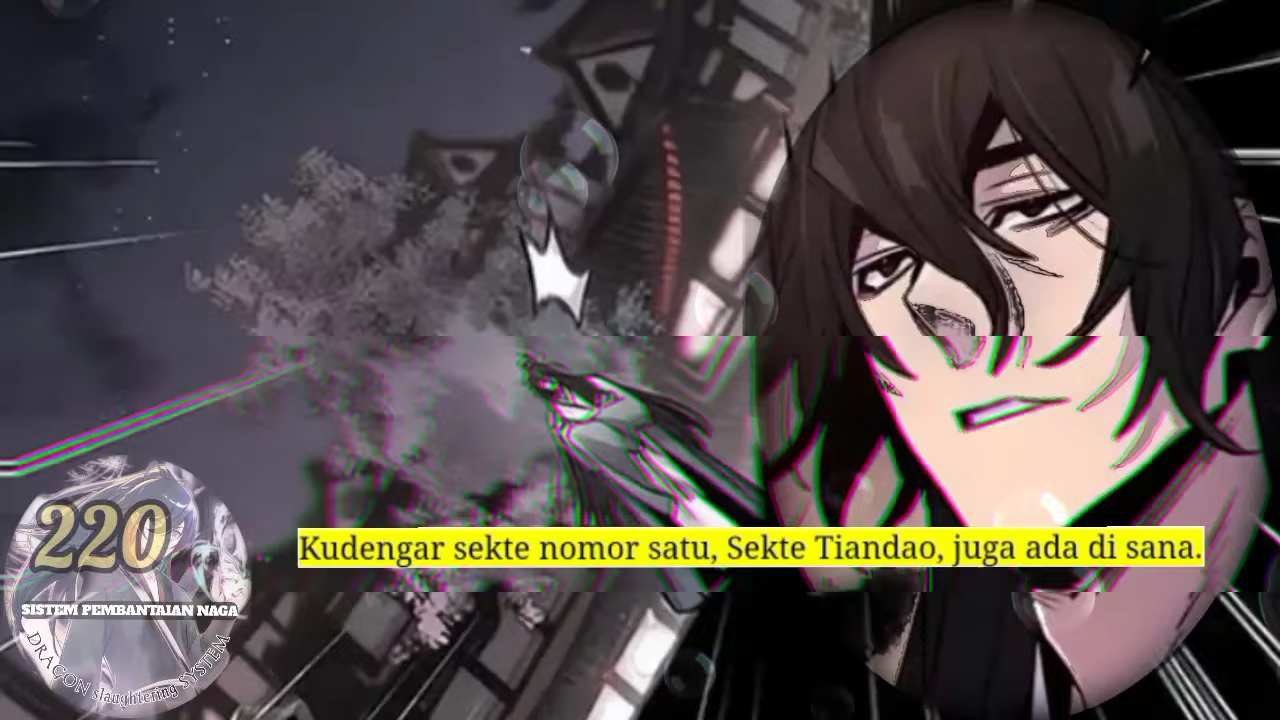 220
SISTEM PEMBANTAIAN NAGA
DRAGON slaughtering SYSTEM
Kudengar sekte nomor satu, Sekte Tiandao, juga ada di sana.